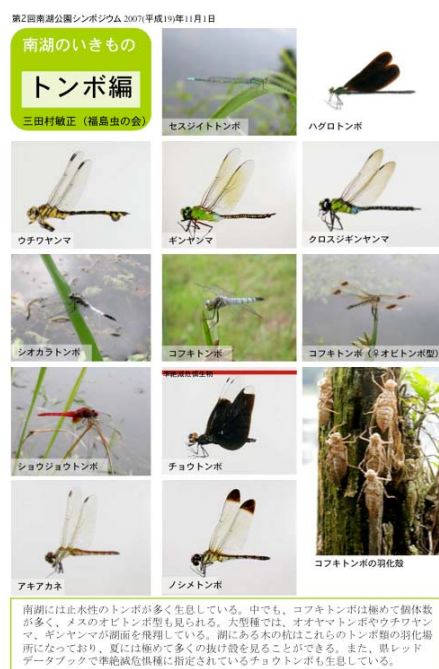 第2回南湖公園シンポジウム 2007(平成19)年11月1日
南湖のいきもの
トンボ編
三田村敏正（福島虫の会）
セスジイトトンボ
ハグロトンボ
ウチワヤンマ
ギンヤンマ
クロスジギンヤンマ
シオカラトンボ
コフキトンボ
コフキトンボ（♀オビトンボ型）
準絶滅危惧生物
ショウジョウトンボ
チョウトンボ
コフキトンボの羽化殻
アキアカネ
ノシメトンボ
南湖には止水性のトンボが多く生息している。中でも、コフキトンボは極めて個体数
が多く、メスのオビトンボ型も見られる。大型種では、オオヤマトンボやウチワヤン
マ、ギンヤンマが湖面を飛翔している。湖にある木の杭はこれらのトンボ類の羽化場
所になっており、夏には極めて多くの抜け殻を見ることができる。また、県レッド
データブックで準絶滅危惧種に指定されているチョウトンボも生息している。